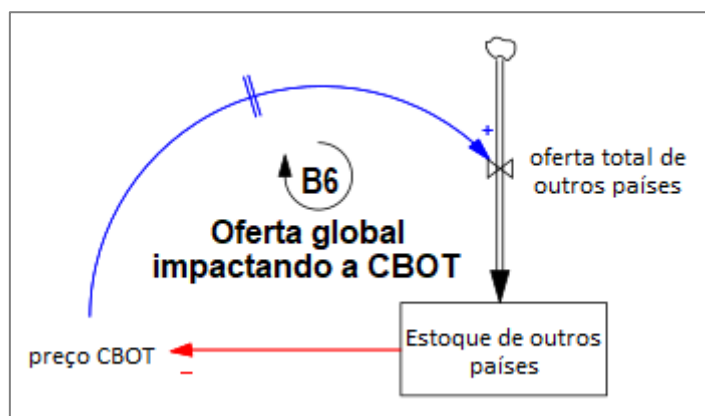 +
oferta total de
outros países
B6
Oferta global
impactando a CBOT
preço CBOT
–
Estoque de outros
países